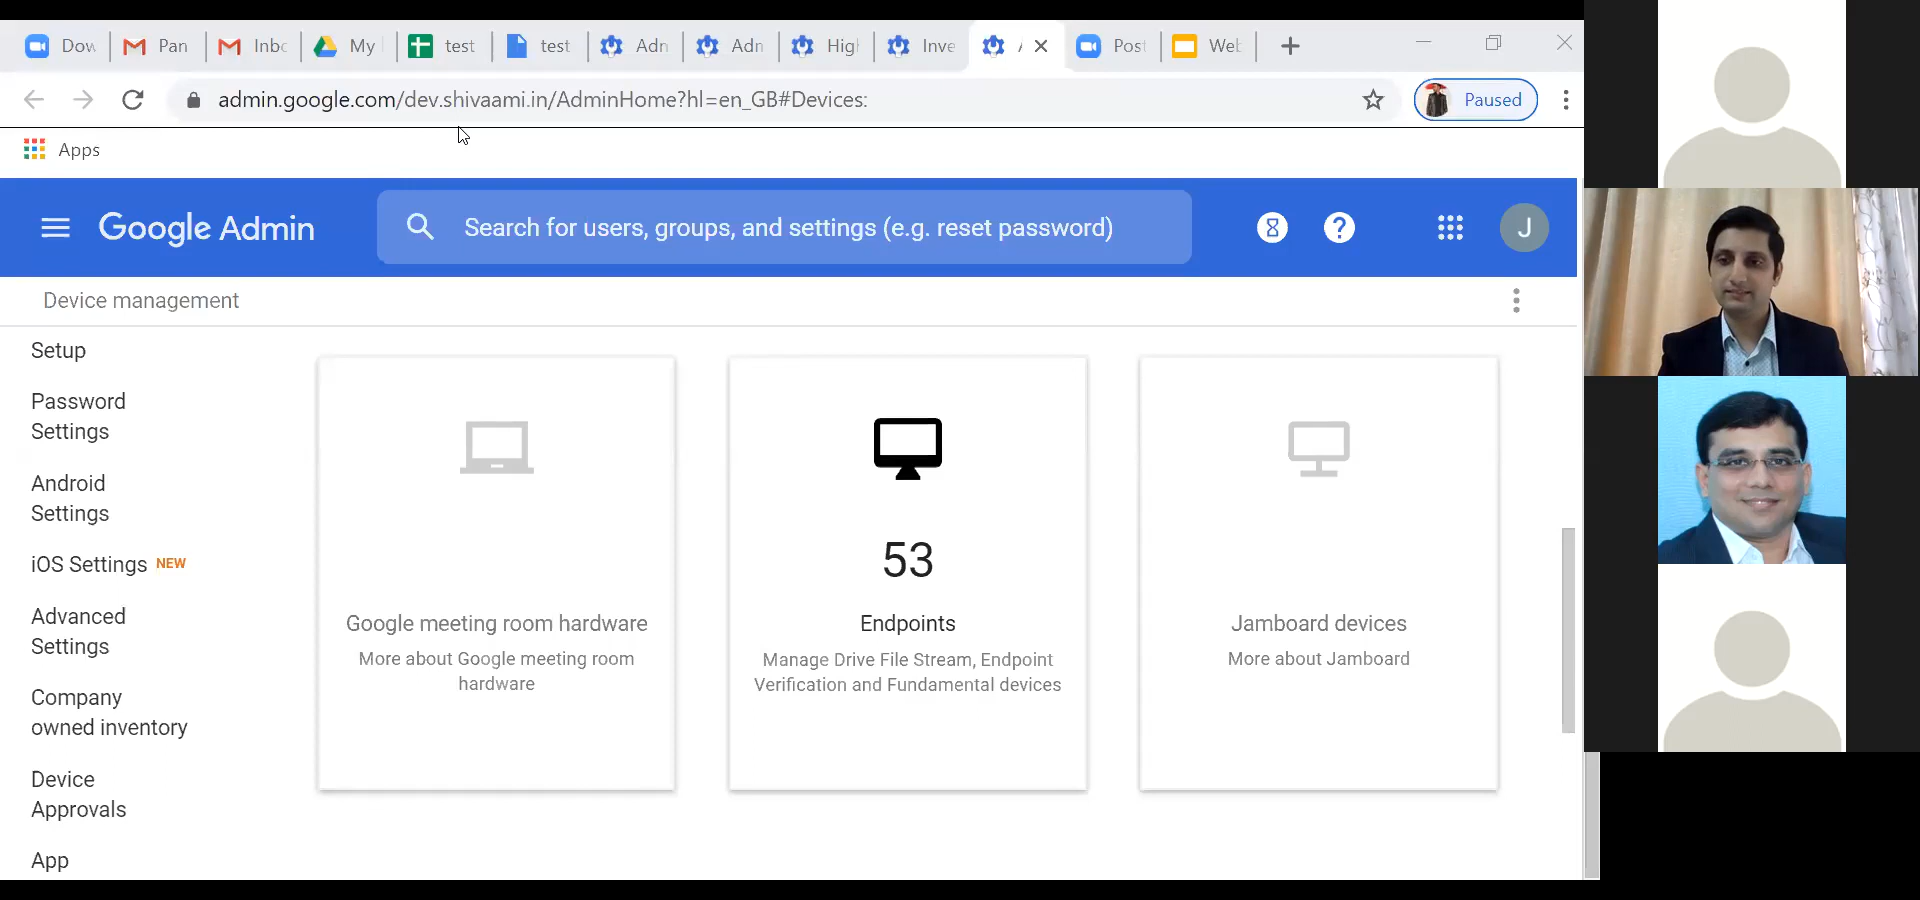 Dow
Pan
Inbc
My
test
test
Adn
Adn
Hig
Inve
Post
Web
admin.google.com/dev.shivaami.in/AdminHome?hl=en_GB#Devices:
Paused
Apps
Google Admin
Search for users, groups, and settings (e.g. reset password)
?
J
Device management
Setup
Password
Settings
Android
Settings
iOS Settings NEW
Advanced
Settings
Company
owned inventory
Device
Approvals
App
Google meeting room hardware
More about Google meeting room
hardware
53
Endpoints
Manage Drive File Stream, Endpoint
Verification and Fundamental devices
Jamboard devices
More about Jamboard